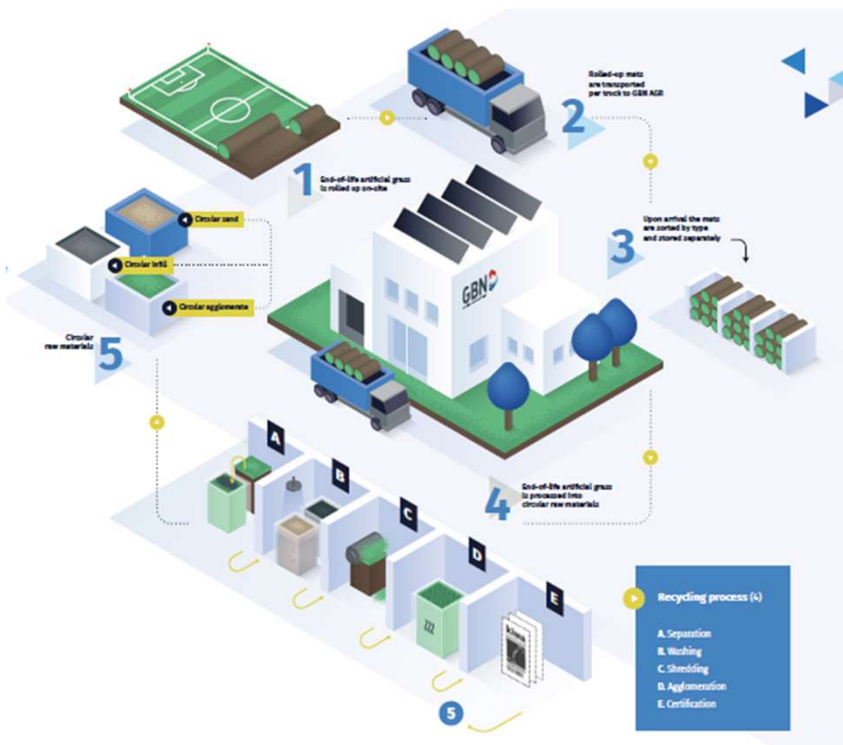 Rolled-up mats
are transported
per truck to GBN AGR
2
1
End-of-life artificial grass
is rolled up on-site
Circular sand
Circular infill
Circular agglomerate
Circular
raw materials
5
3
Upon arrival the mats
are sorted by type
and stored separately
GBN
4
End-of-life artificial grass
is processed into
circular raw materials
A
B
C
D
E
5
Recycling process (4)
A. Separation
B. Washing
C. Shredding
D. Agglomeration
E. Certification